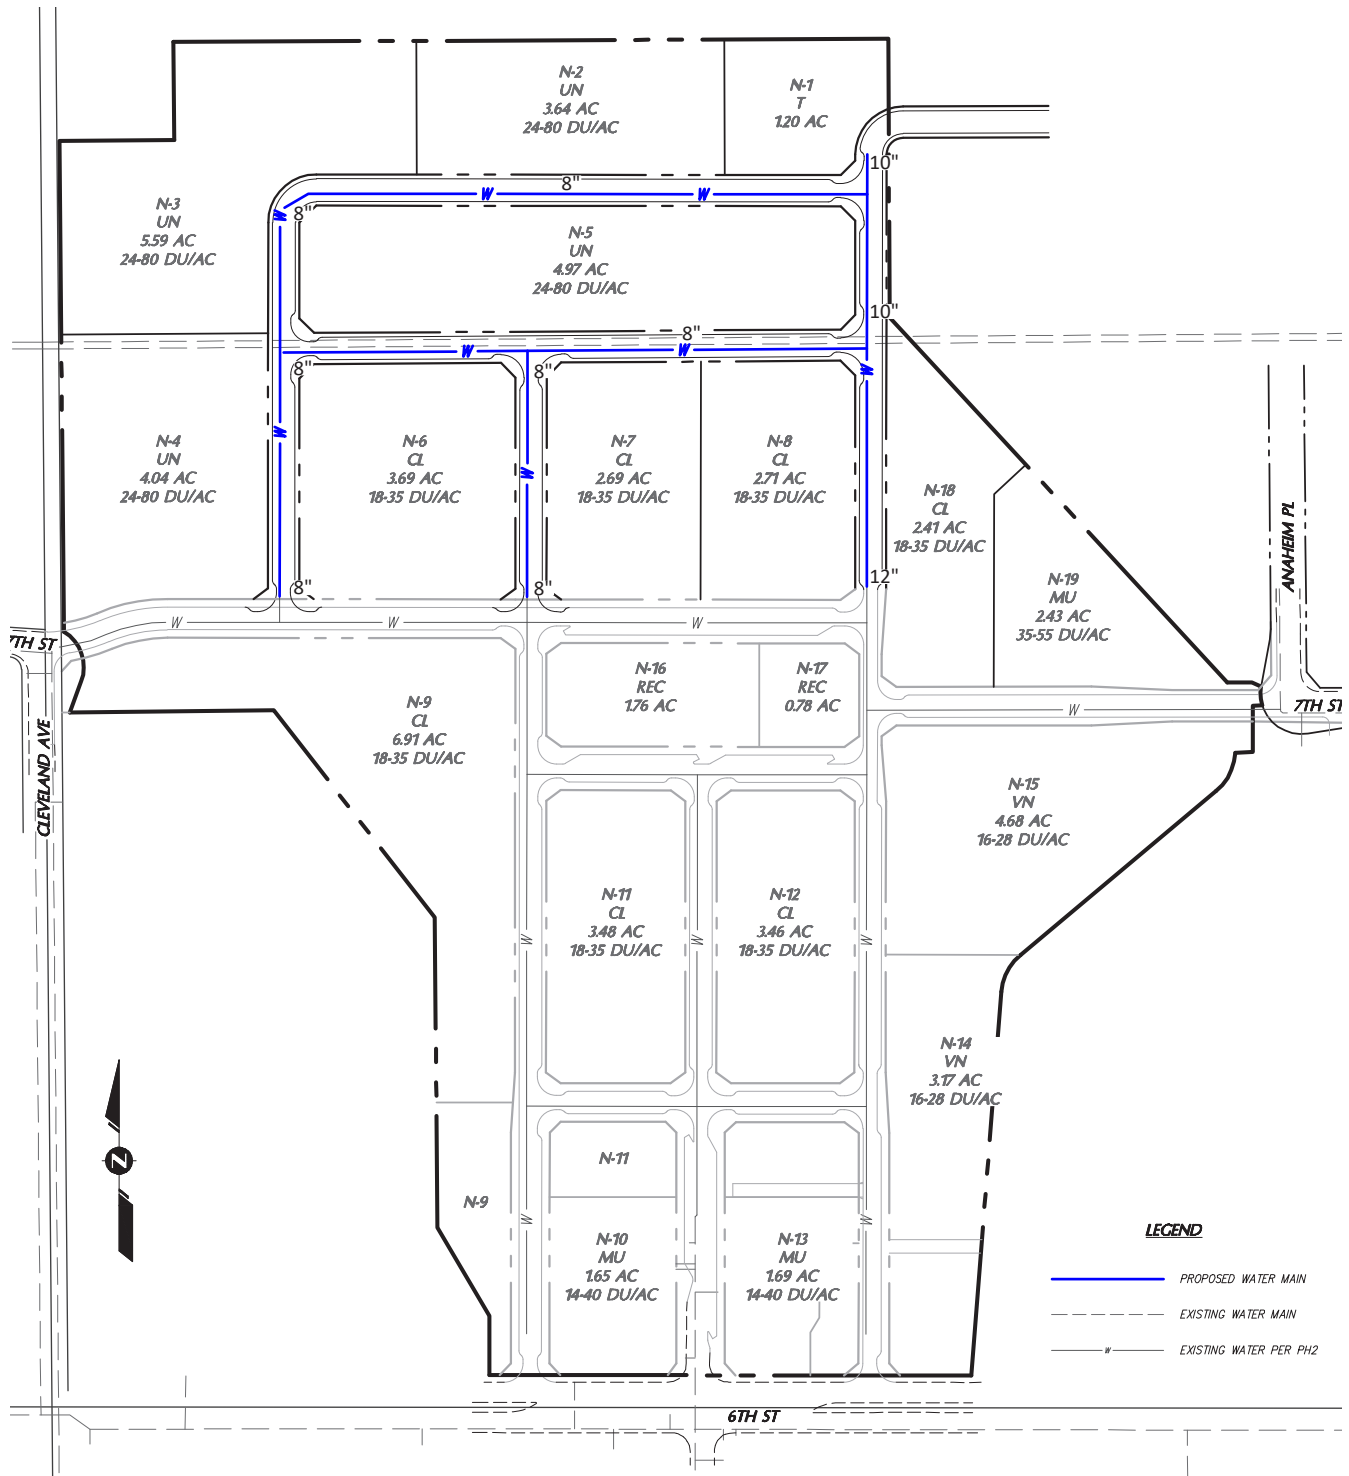 N-2
UN
3.64 AC
24-80 DU/AC
N-1
T
1.20 AC
10"
8"
W
W
N-3
UN
5.59 AC
24-80 DU/AC
W
8"
N-5
UN
4.97 AC
24-80 DU/AC
10"
8"
W
W
W
8"
8"
N-4
UN
4.04 AC
24-80 DU/AC
W
N-6
CL
3.69 AC
18-35 DU/AC
W
N-7
CL
2.69 AC
18-35 DU/AC
N-8
CL
2.71 AC
18-35 DU/AC
N-18
CL
2.41 AC
18-35 DU/AC
ANAHEIM PL
8"
8"
12"
N-19
MU
2.43 AC
35-55 DU/AC
7TH ST
W
W
W
N-16
REC
1.76 AC
N-17
REC
0.78 AC
N-9
CL
6.91 AC
18-35 DU/AC
W
7TH ST
CLEVELAND AVE
N-15
VN
4.68 AC
16-28 DU/AC
N-11
CL
3.48 AC
18-35 DU/AC
N-12
CL
3.46 AC
18-35 DU/AC
W
W
W
N-14
VN
3.17 AC
16-28 DU/AC
Z
N-11
N-9
W
W
N-10
MU
1.65 AC
14-40 DU/AC
N-13
MU
1.69 AC
14-40 DU/AC
LEGEND
PROPOSED WATER MAIN
EXISTING WATER MAIN
W EXISTING WATER PER PH2
6TH ST